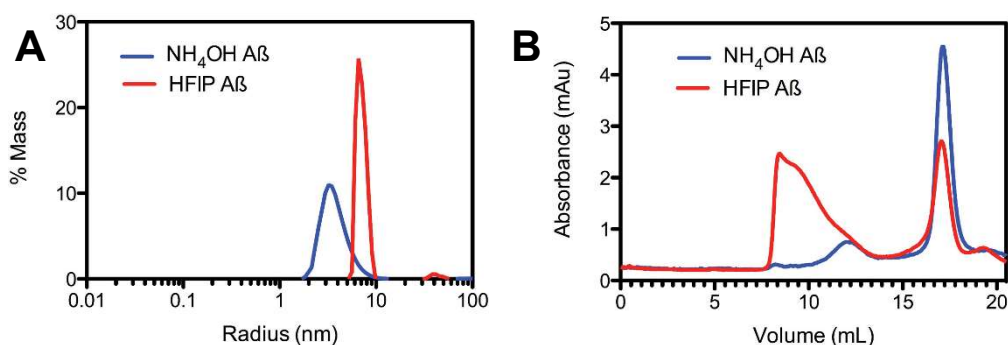 A
NH₄OH Aß
HFIP Aß
% Mass
30
20
10
0
0.01 0.1 1 10 100
Radius (nm)
B
NH₄OH Aß
HFIP Aß
Absorbance (mAu)
5
4
3
2
1
0
0 5 10 15 20
Volume (mL)